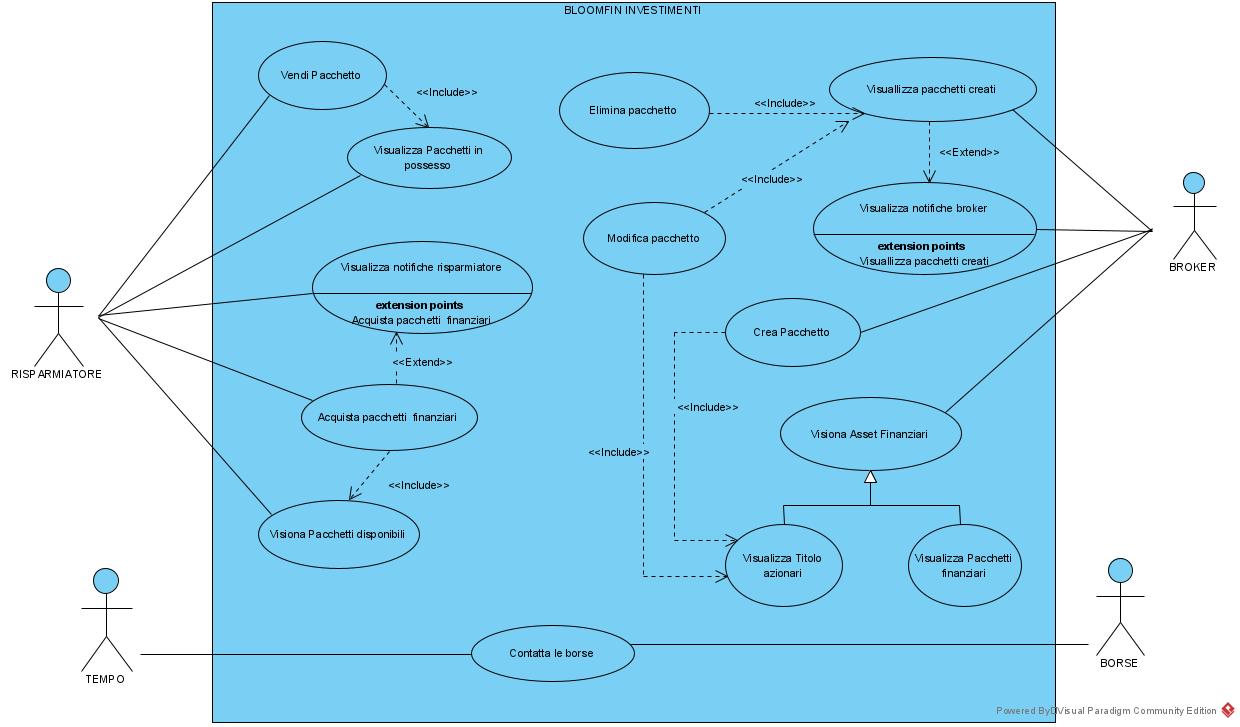 BLOOMFIN INVESTIMENTI
Vendi Pacchetto
<<Include>>
Visualizza Pacchetti in
possesso
Elimina pacchetto
<<Include>>
Visuallizza pacchetti creati
<<Include>>
<<Extend>>
Modifica pacchetto
Visualizza notifiche broker
extension points
Visuallizza pacchetti creati
BROKER
Visualizza notifiche risparmiatore
extension points
Acquista pacchetti finanziari
RISPARMIATORE
<<Extend>>
Crea Pacchetto
<<Include>>
Acquista pacchetti finanziari
Visiona Asset Finanziari
<<Include>>
<<Include>>
Visiona Pacchetti disponibili
Visualizza Titolo
azionari
Visualizza Pacchetti
finanziari
Contatta le borse
TEMPO
BORSE
Powered By Visual Paradigm Community Edition